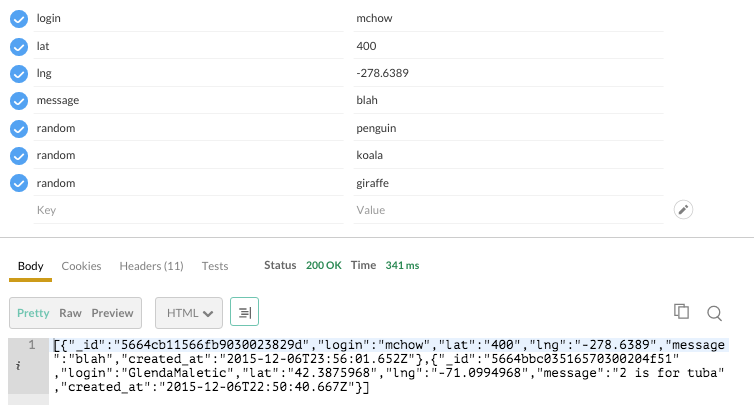 login mchow
lat 400
lng -278.6389
message blah
random penguin
random koala
random giraffe
Key Value
Body Cookies Headers (11) Tests Status 200 OK Time 341 ms
Pretty Raw Preview HTML
1 [{"_id":"5664cb11566fb9030023829d","login":"mchow","lat":"400","lng":"-278.6389","message
i ":"blah","created_at":"2015-12-06T23:56:01.652Z"},{"_id":"5664bbc03516570300204f51"
,"login":"GlendaMaletic","lat":"42.3875968","lng":"-71.0994968","message":"2 is for tuba"
,"created_at":"2015-12-06T22:50:40.667Z"}]